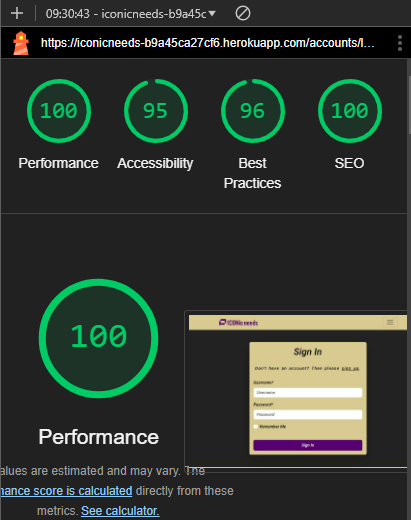 09:30:43 - iconicneeds-b9a45c
https://iconicneeds-b9a45ca27cf6.herokuapp.com/accounts/l...
100
95
96
100
Performance
Accessibility
Best
Practices
SEO
100
Performance
ICONicneeds
Sign In
Don't have an account? Then please sign up.
Username*
Username
Password*
Password
Remember Me
Sign In
alues are estimated and may vary. The
nance score is calculated directly from these
metrics. See calculator.